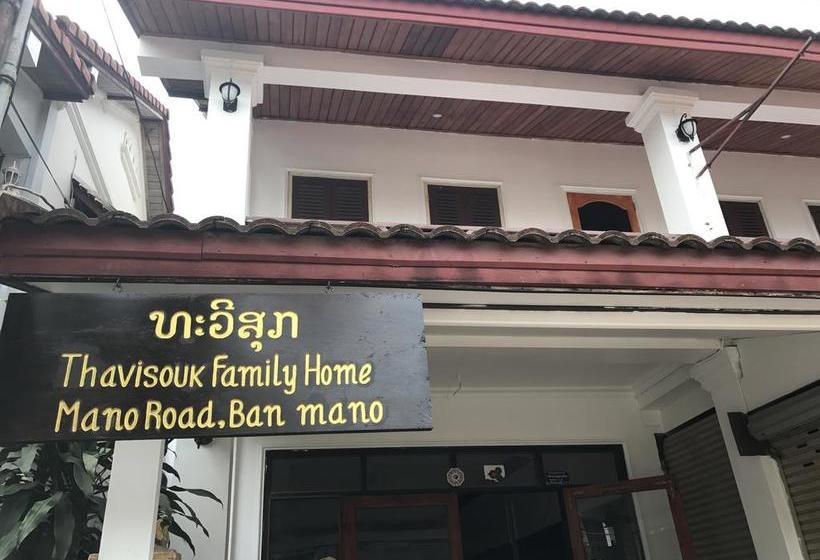 ທະວີສຸກ
Thavisouk Family Home
Mano Road, Ban mano